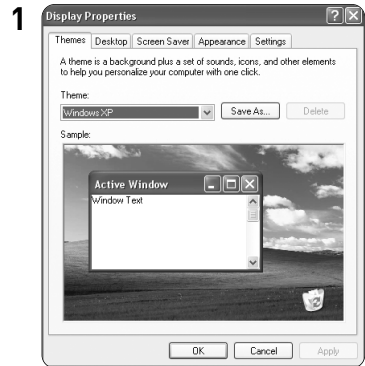 1
Display Properties
Themes Desktop Screen Saver Appearance Settings
A theme is a background plus a set of sounds, icons, and other elements
to help you personalize your computer with one click.
Theme:
Windows XP Save As... Delete
Sample:
Active Window
Window Text
OK Cancel Apply